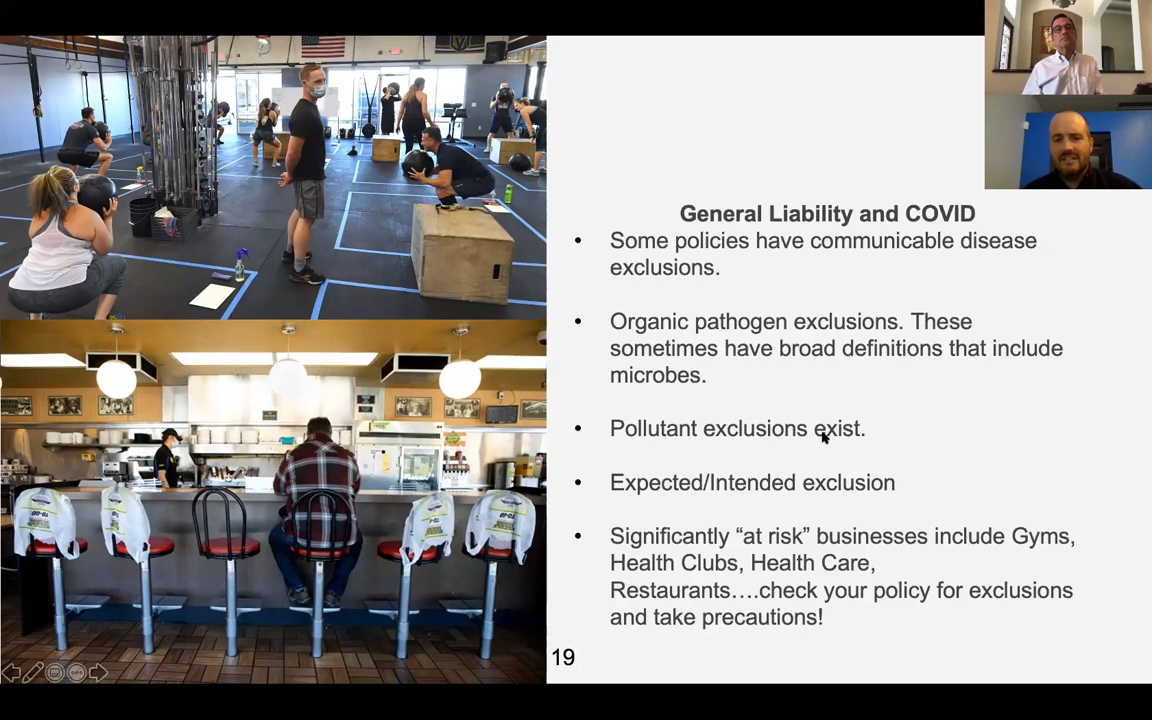 General Liability and COVID
• Some policies have communicable disease
exclusions.
• Organic pathogen exclusions. These
sometimes have broad definitions that include
microbes.
• Pollutant exclusions exist.
• Expected/Intended exclusion
• Significantly “at risk” businesses include Gyms,
Health Clubs, Health Care,
Restaurants….check your policy for exclusions
and take precautions!
19